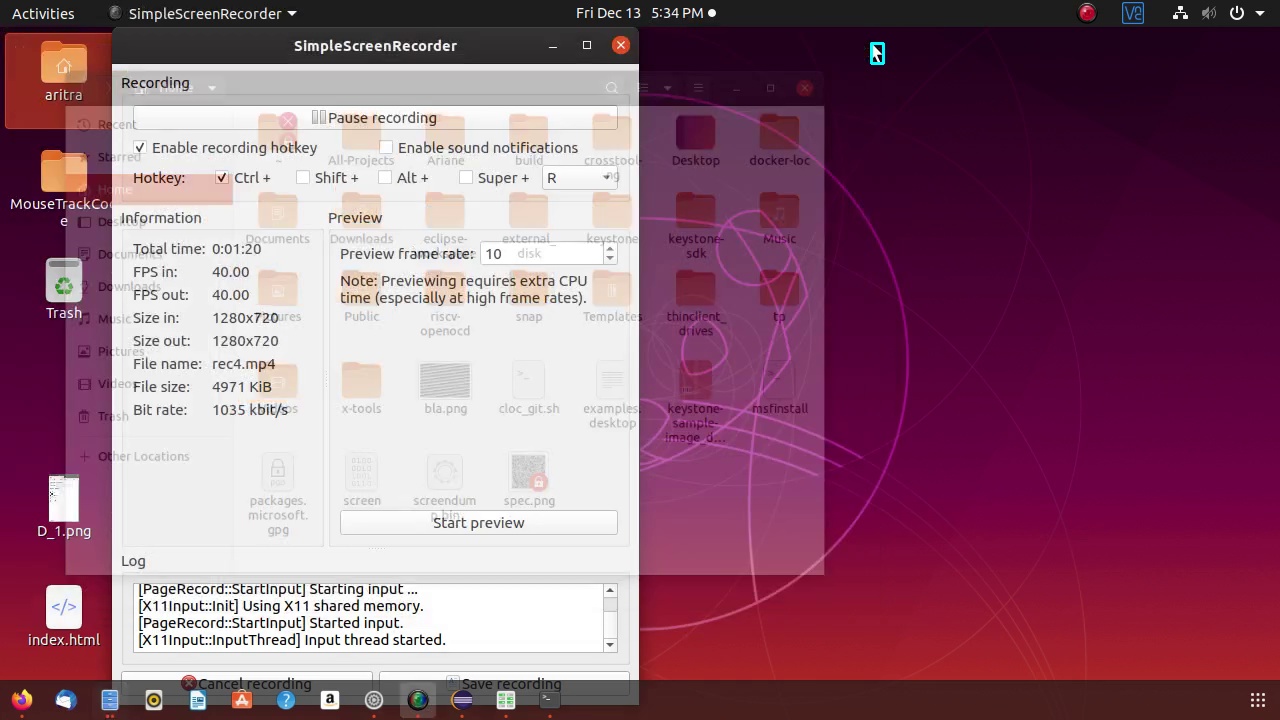 Activities
SimpleScreenRecorder
Fri Dec 13 5:34 PM
SimpleScreenRecorder
aritra
MouseTrackCo
e
Trash
D_1.png
index.html
Recording
Pause recording
Enable recording hotkey
Enable sound notifications
Hotkey:
Ctrl +
Shift +
Alt +
Super +
R
Information
Total time: 0:01:20
FPS in: 40.00
FPS out: 40.00
Size in: 1280x720
Size out: 1280x720
File name: rec4.mp4
File size: 4971 KiB
Bit rate: 1035 kbit/s
Preview
Preview frame rate: 10
Note: Previewing requires extra CPU
time (especially at high frame rates).
Start preview
Log
[PageRecord::StartInput] Starting input ...
[X11Input::Init] Using X11 shared memory.
[PageRecord::StartInput] Started input.
[X11Input::InputThread] Input thread started.
Cancel recording
Save recording
Recent
Starred
Home
Desktop
Documents
Downloads
Music
Pictures
Videos
Trash
Other Locations
All-Projects
Ariane
build
crosstool-
ng
Desktop
docker-loc
Documents
Downloads
eclipse-
external_
disk
keystone
keystone-
sdk
Music
Pictures
Public
riscv-
openocd
snap
Templates
thinclient_
drives
tp
x-tools
bla.png
cloc_git.sh
examples.
desktop
keystone-
sample-
image_d...
msfinstall
packages.
microsoft.
gpg
screen
screendum
p.bin
spec.png